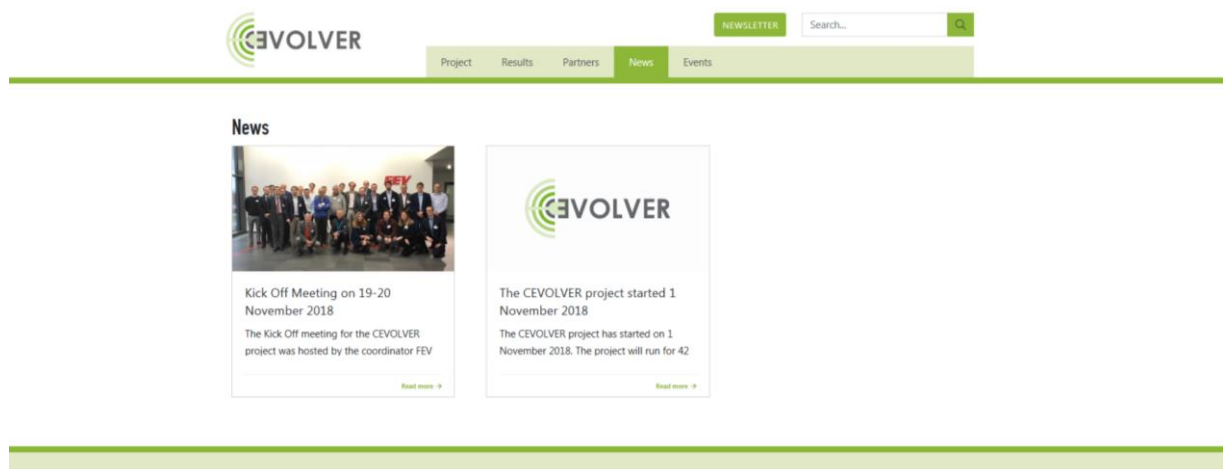 CEVOLVER
NEWSLETTER
Search...
Project Results Partners News Events
News
FEV
Kick Off Meeting on 19-20
November 2018
The Kick Off meeting for the CEVOLVER
project was hosted by the coordinator FEV
Read more →
CEVOLVER
The CEVOLVER project started 1
November 2018
The CEVOLVER project has started on 1
November 2018. The project will run for 42
Read more →